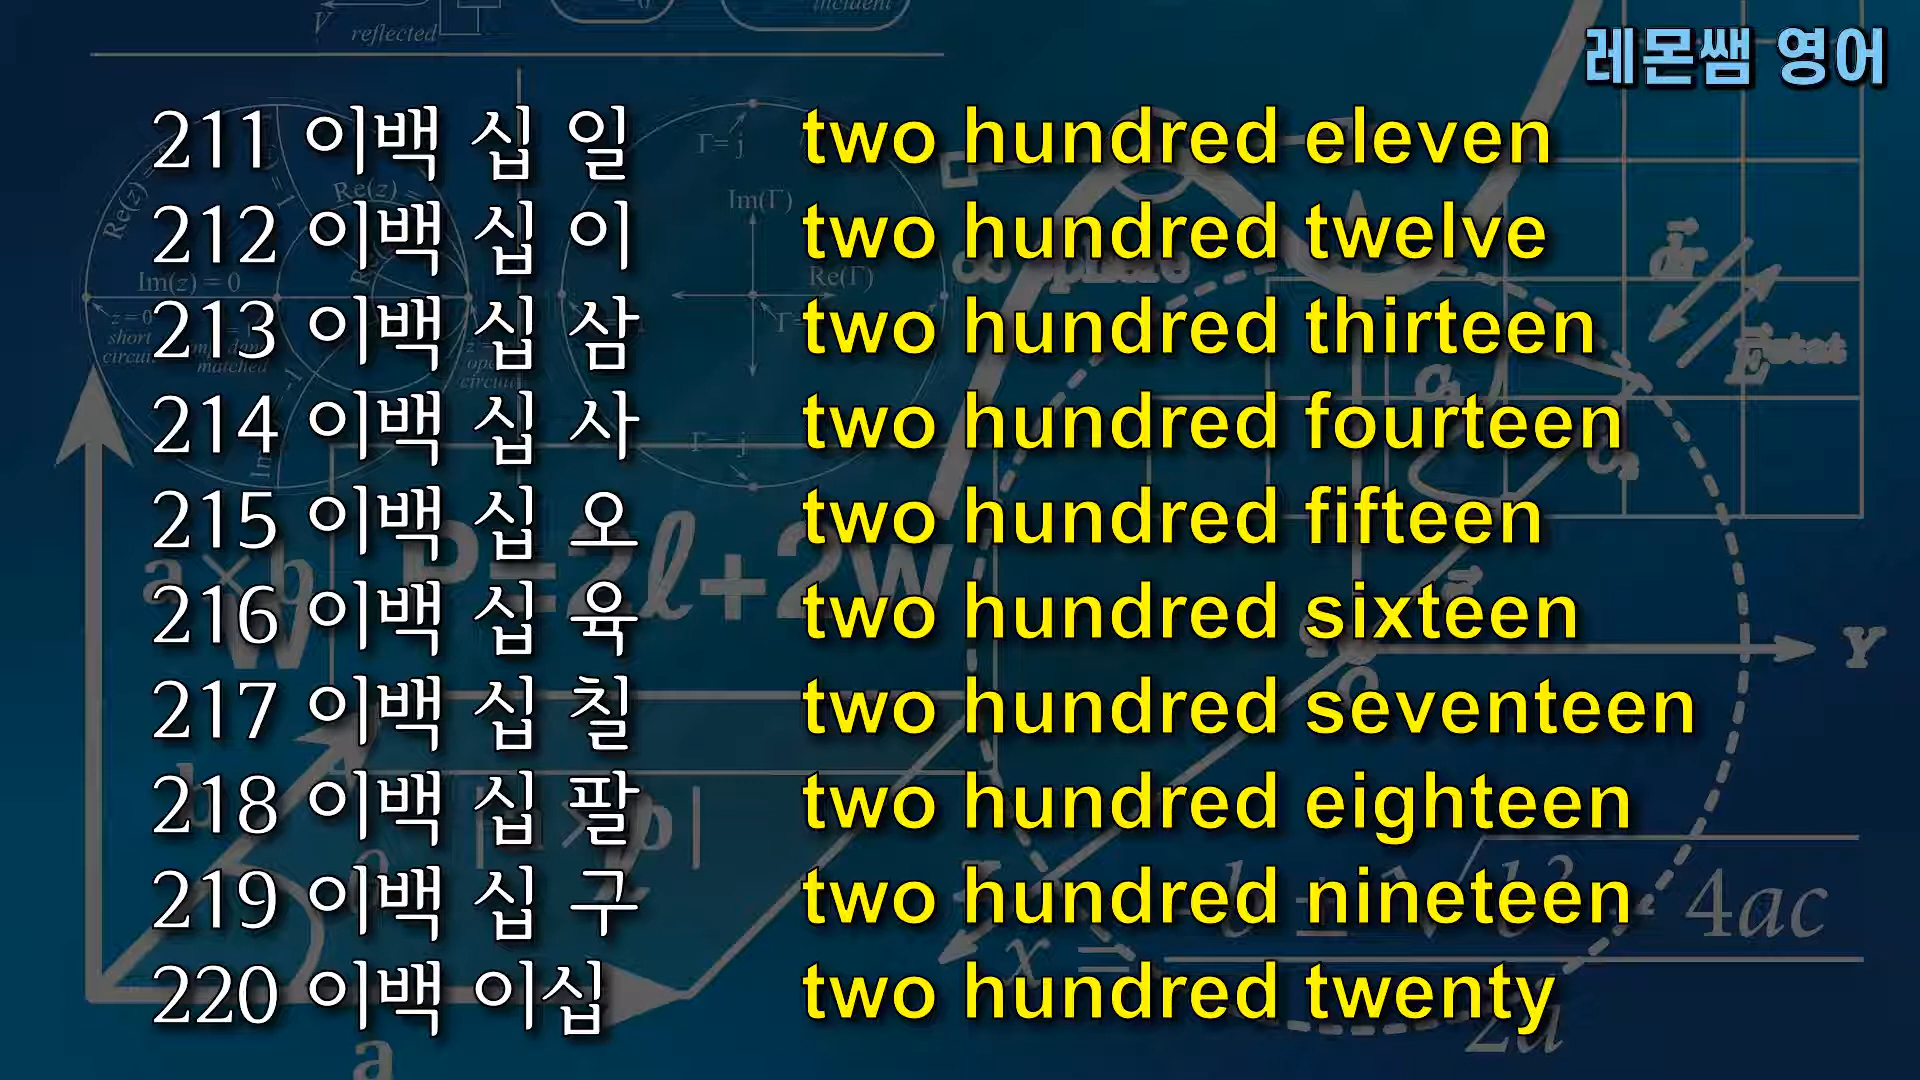 레몬쌤 영어
211 이백 십 일 two hundred eleven
212 이백 십 이 two hundred twelve
213 이백 십 삼 two hundred thirteen
214 이백 십 사 two hundred fourteen
215 이백 십 오 two hundred fifteen
216 이백 십 육 two hundred sixteen
217 이백 십 칠 two hundred seventeen
218 이백 십 팔 two hundred eighteen
219 이백 십 구 two hundred nineteen
220 이백 이십 two hundred twenty